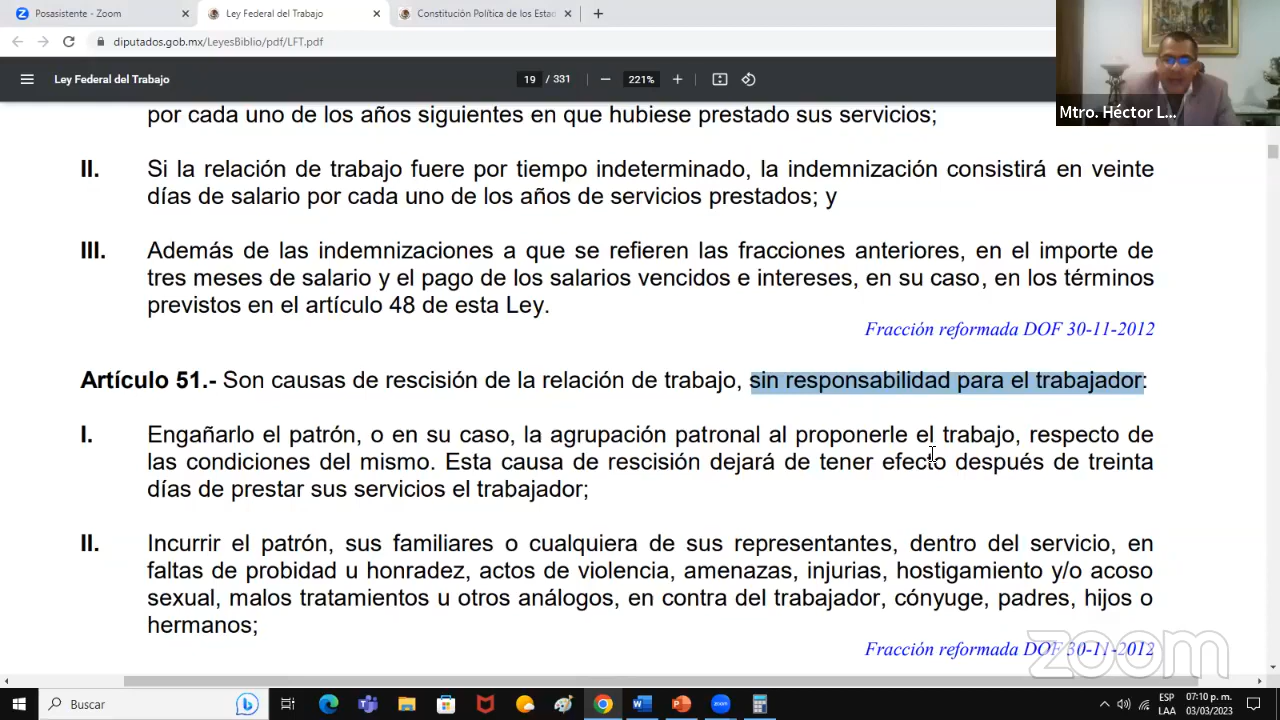 Posasistente - Zoom
Ley Federal del Trabajo
Constitución Política de los Estad
diputados.gob.mx/LeyesBiblio/pdf/LFT.pdf
Ley Federal del Trabajo
19 / 331
221%
Mtro. Héctor L...
por cada uno de los años siguientes en que hubiese prestado sus servicios;
II. Si la relación de trabajo fuere por tiempo indeterminado, la indemnización consistirá en veinte
días de salario por cada uno de los años de servicios prestados; y
III. Además de las indemnizaciones a que se refieren las fracciones anteriores, en el importe de
tres meses de salario y el pago de los salarios vencidos e intereses, en su caso, en los términos
previstos en el artículo 48 de esta Ley.
Fracción reformada DOF 30-11-2012
Artículo 51.- Son causas de rescisión de la relación de trabajo, sin responsabilidad para el trabajador:
I. Engañarlo el patrón, o en su caso, la agrupación patronal al proponerle el trabajo, respecto de
las condiciones del mismo. Esta causa de rescisión dejará de tener efecto después de treinta
días de prestar sus servicios el trabajador;
II. Incurrir el patrón, sus familiares o cualquiera de sus representantes, dentro del servicio, en
faltas de probidad u honradez, actos de violencia, amenazas, injurias, hostigamiento y/o acoso
sexual, malos tratamientos u otros análogos, en contra del trabajador, cónyuge, padres, hijos o
hermanos;
Fracción reformada DOF 30-11-2012
zoom
Buscar
ESP
LAA
07:10 p. m.
03/03/2023